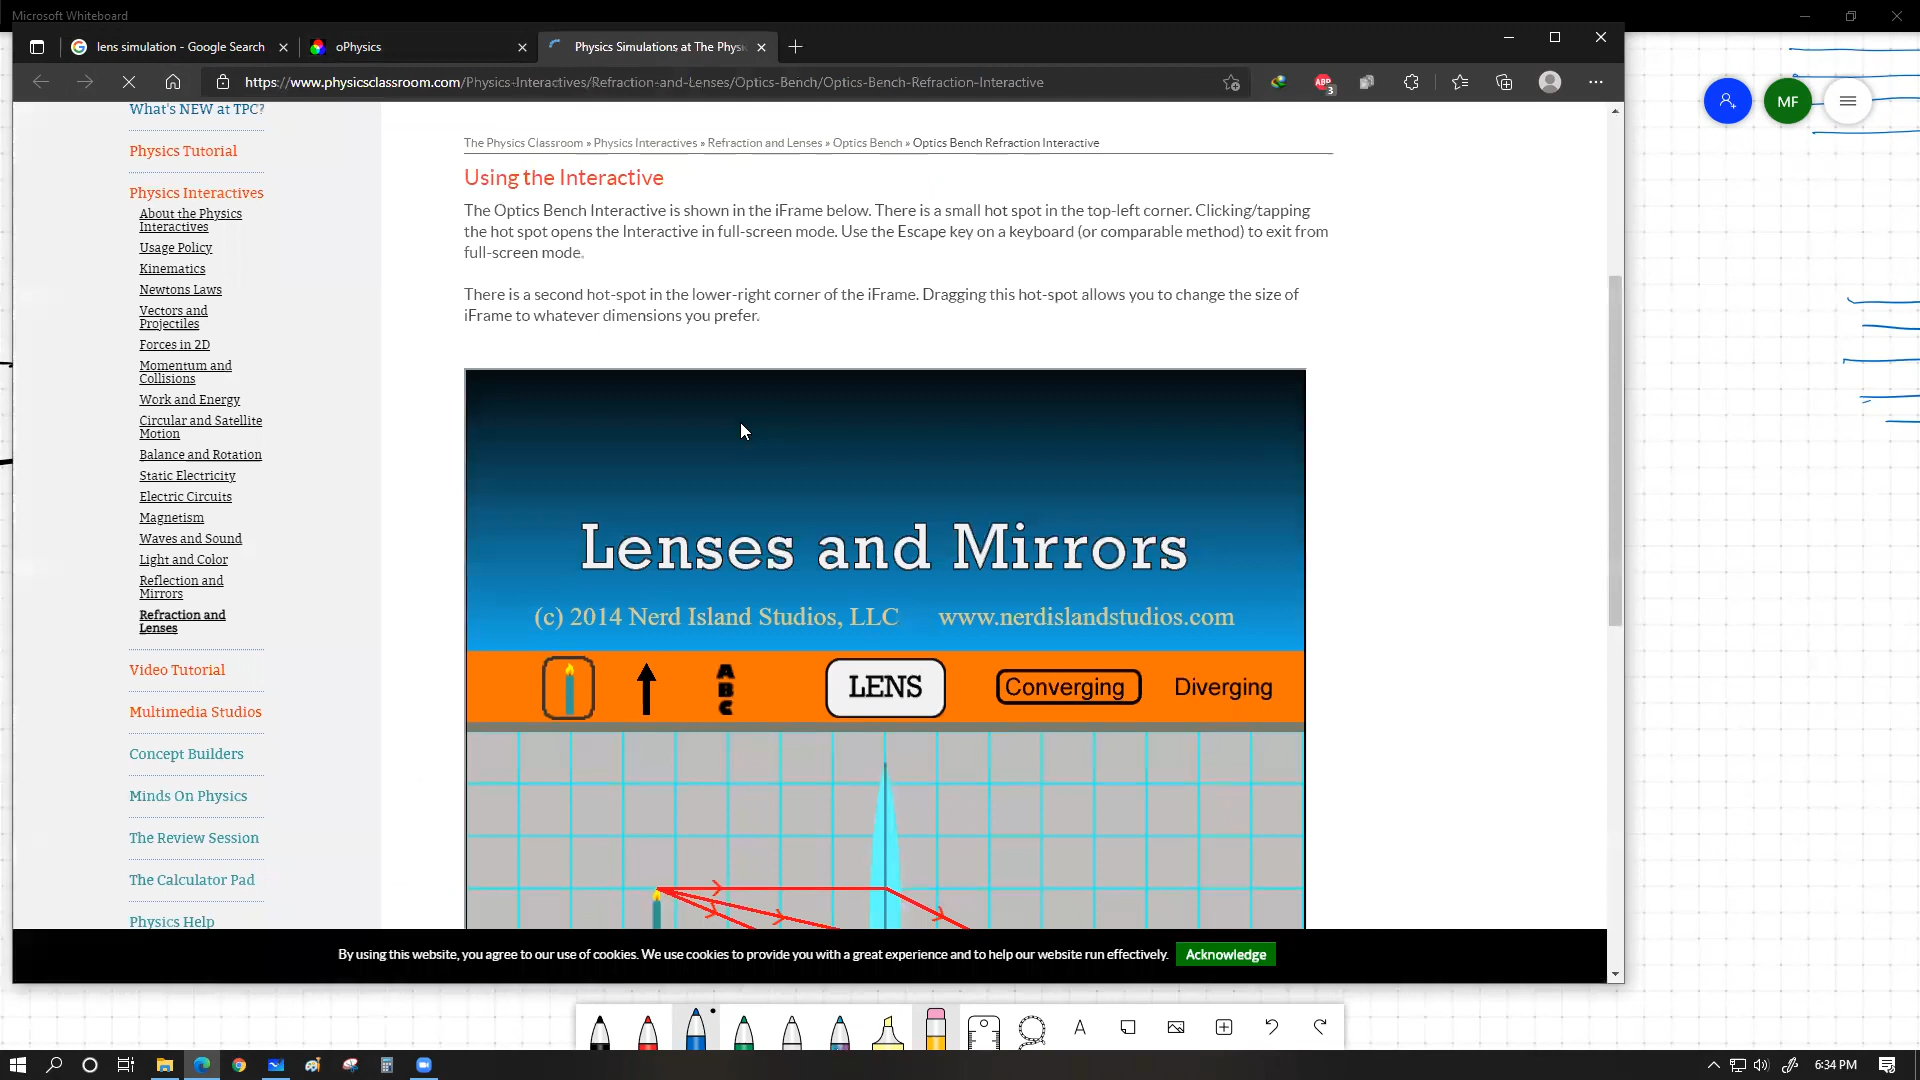 Microsoft Whiteboard
lens simulation - Google Search
oPhysics
Physics Simulations at The Physi
https://www.physicsclassroom.com/Physics-Interactives/Refraction-and-Lenses/Optics-Bench/Optics-Bench-Refraction-Interactive
ABP
3
MF
What's NEW at TPC?
Physics Tutorial
Physics Interactives
About the Physics
Interactives
Usage Policy
Kinematics
Newtons Laws
Vectors and
Projectiles
Forces in 2D
Momentum and
Collisions
Work and Energy
Circular and Satellite
Motion
Balance and Rotation
Static Electricity
Electric Circuits
Magnetism
Waves and Sound
Light and Color
Reflection and
Mirrors
Refraction and
Lenses
Video Tutorial
Multimedia Studios
Concept Builders
Minds On Physics
The Review Session
The Calculator Pad
Physics Help
The Physics Classroom » Physics Interactives » Refraction and Lenses » Optics Bench » Optics Bench Refraction Interactive
Using the Interactive
The Optics Bench Interactive is shown in the iFrame below. There is a small hot spot in the top-left corner. Clicking/tapping
the hot spot opens the Interactive in full-screen mode. Use the Escape key on a keyboard (or comparable method) to exit from
full-screen mode.
There is a second hot-spot in the lower-right corner of the iFrame. Dragging this hot-spot allows you to change the size of
iFrame to whatever dimensions you prefer.
Lenses and Mirrors
(c) 2014 Nerd Island Studios, LLC www.nerdislandstudios.com
A
B
C
LENS
Converging
Diverging
By using this website, you agree to our use of cookies. We use cookies to provide you with a great experience and to help our website run effectively.
Acknowledge
A
6:34 PM